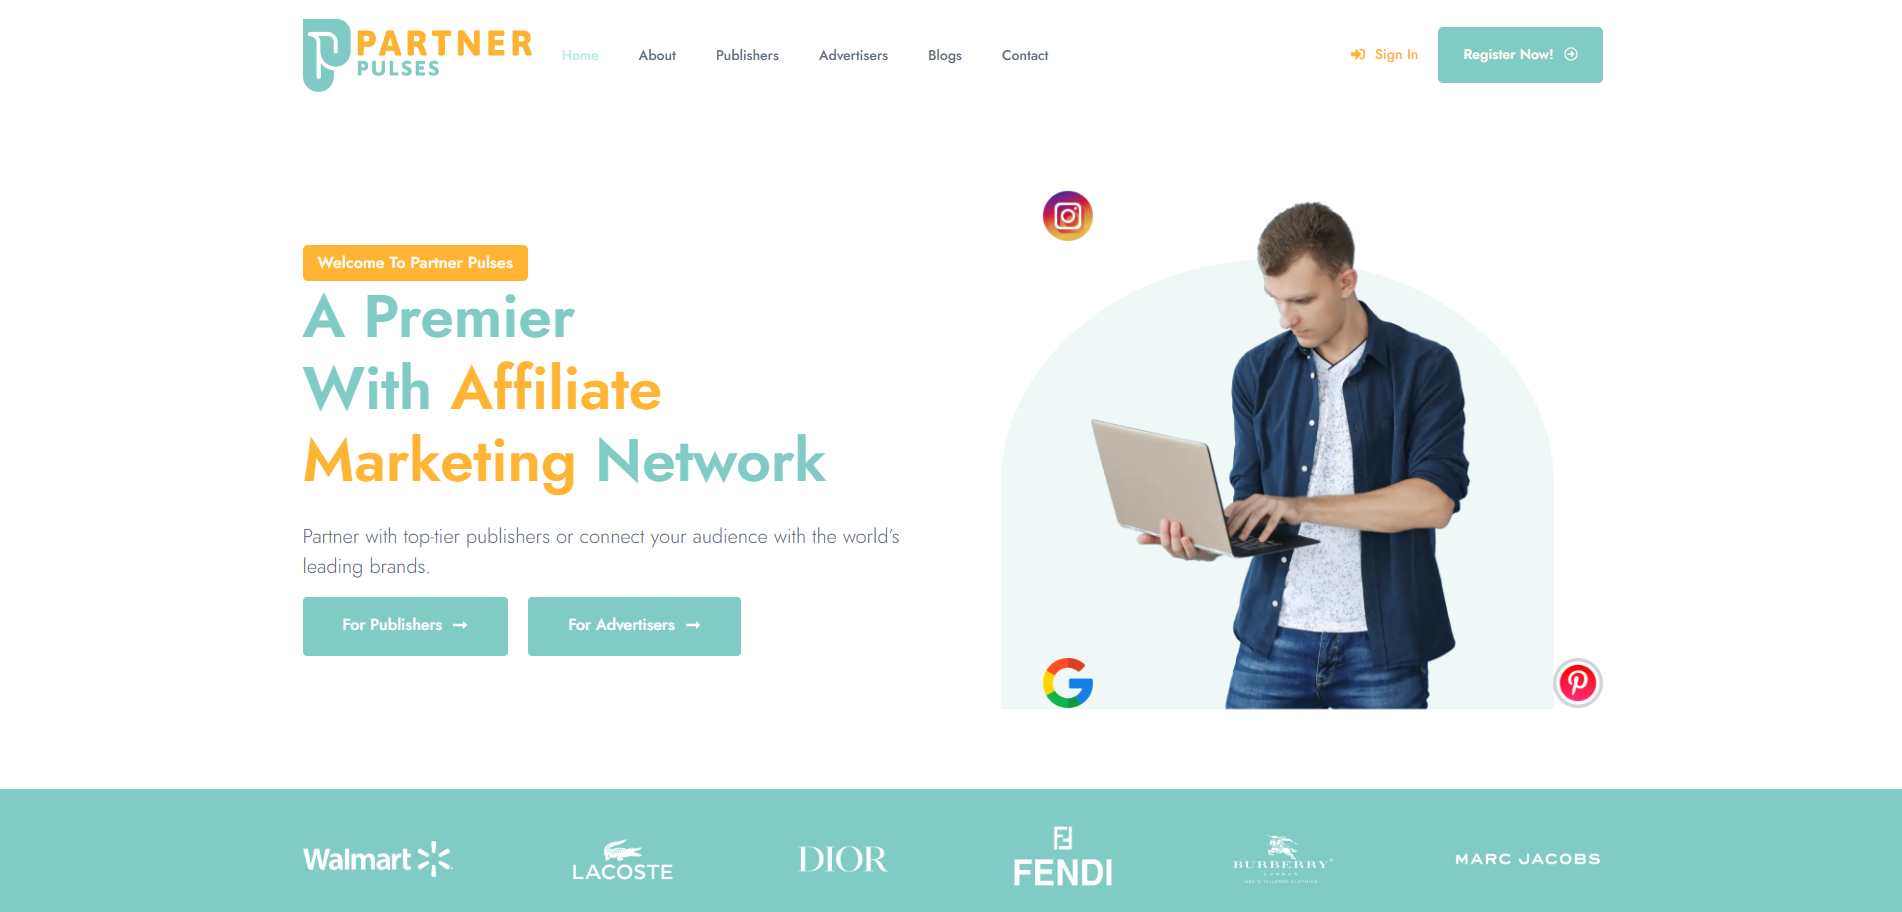 PARTNER
PULSES
Home About Publishers Advertisers Blogs Contact
Sign In
Register Now!
Welcome To Partner Pulses
A Premier
With Affiliate
Marketing Network
Partner with top-tier publishers or connect your audience with the world's
leading brands.
For Publishers
For Advertisers
Walmart
LACOSTE
DIOR
FENDI
BURBERRY
LONDON
MARC JACOBS